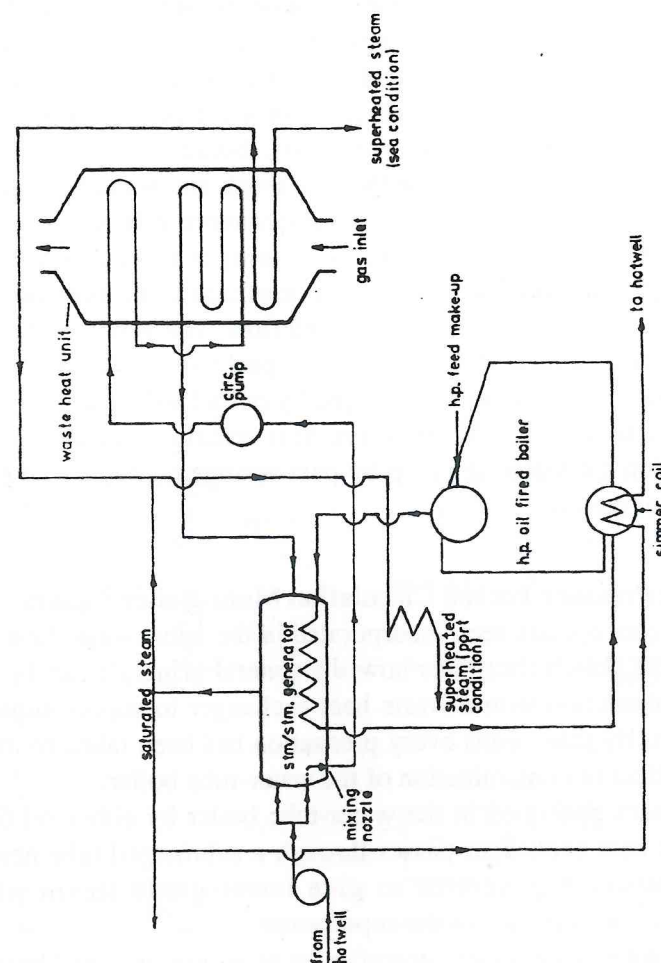 superheated steam
(sea condition)
waste heat unit
gas inlet
circ.
pump
saturated steam
stm/stm. generator
h.p. feed make-up
h.p. oil fired boiler
to hotwell
superheated
steam (port
condition)
mixing
nozzle
simmer coil
from
hotwell